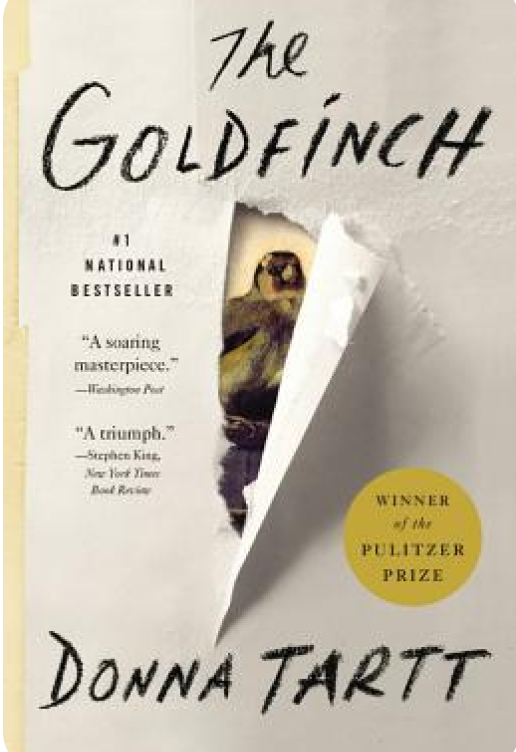 The
GOLDFINCH
#1
NATIONAL
BESTSELLER
“A soaring
masterpiece.”
—Washington Post
“A triumph.”
—Stephen King,
New York Times
Book Review
WINNER
of the
PULITZER
PRIZE
DONNA TARTT